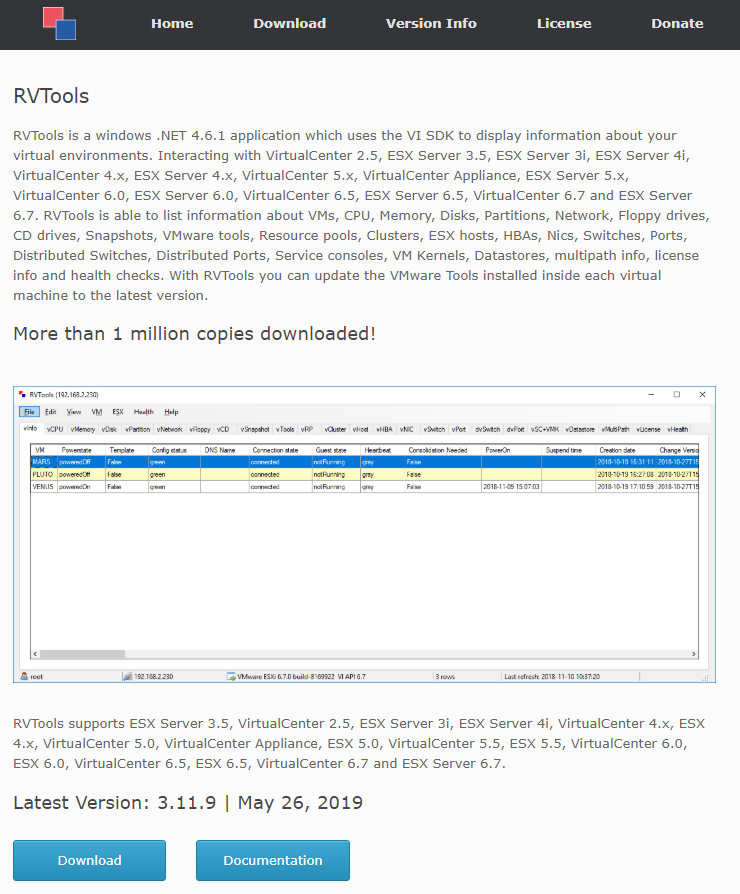 Home Download Version Info License Donate
RVTools
RVTools is a windows .NET 4.6.1 application which uses the VI SDK to display information about your
virtual environments. Interacting with VirtualCenter 2.5, ESX Server 3.5, ESX Server 3i, ESX Server 4i,
VirtualCenter 4.x, ESX Server 4.x, VirtualCenter 5.x, VirtualCenter Appliance, ESX Server 5.x,
VirtualCenter 6.0, ESX Server 6.0, VirtualCenter 6.5, ESX Server 6.5, VirtualCenter 6.7 and ESX Server
6.7. RVTools is able to list information about VMs, CPU, Memory, Disks, Partitions, Network, Floppy drives,
CD drives, Snapshots, VMware tools, Resource pools, Clusters, ESX hosts, HBAs, Nics, Switches, Ports,
Distributed Switches, Distributed Ports, Service consoles, VM Kernels, Datastores, multipath info, license
info and health checks. With RVTools you can update the VMware Tools installed inside each virtual
machine to the latest version.
More than 1 million copies downloaded!
RVTools (192.168.2.230)
File Edit View VM ESX Health Help
vInfo vCPU vMemory vDisk vPartition vNetwork vFloppy vCD vSnapshot vTools vRP vCluster vHost vHBA vNIC vSwitch vPort dvSwitch dvPort vSC+VMK vDatastore vMultiPath vLicense vHealth
VM Powerstate Template Config status DNS Name Connection state Guest state Heartbeat Consolidation Needed PowerOn Suspend time Creation date Change Versio
MARS poweredOff False green connected notRunning gray False 2018-10-19 16:31:11 2018-10-27T15
PLUTO poweredOff False green connected notRunning gray False 2018-10-19 16:27:08 2018-10-27T15
VENUS poweredOn False green connected notRunning gray False 2018-11-09 15:07:03 2018-10-19 17:10:59 2018-10-27T15
root 192.168.2.230 VMware ESXi 6.7.0 build-8169922 VI API 6.7 3 rows Last refresh: 2018-11-10 10:37:20
RVTools supports ESX Server 3.5, VirtualCenter 2.5, ESX Server 3i, ESX Server 4i, VirtualCenter 4.x, ESX
4.x, VirtualCenter 5.0, VirtualCenter Appliance, ESX 5.0, VirtualCenter 5.5, ESX 5.5, VirtualCenter 6.0,
ESX 6.0, VirtualCenter 6.5, ESX 6.5, VirtualCenter 6.7 and ESX Server 6.7.
Latest Version: 3.11.9 | May 26, 2019
Download Documentation